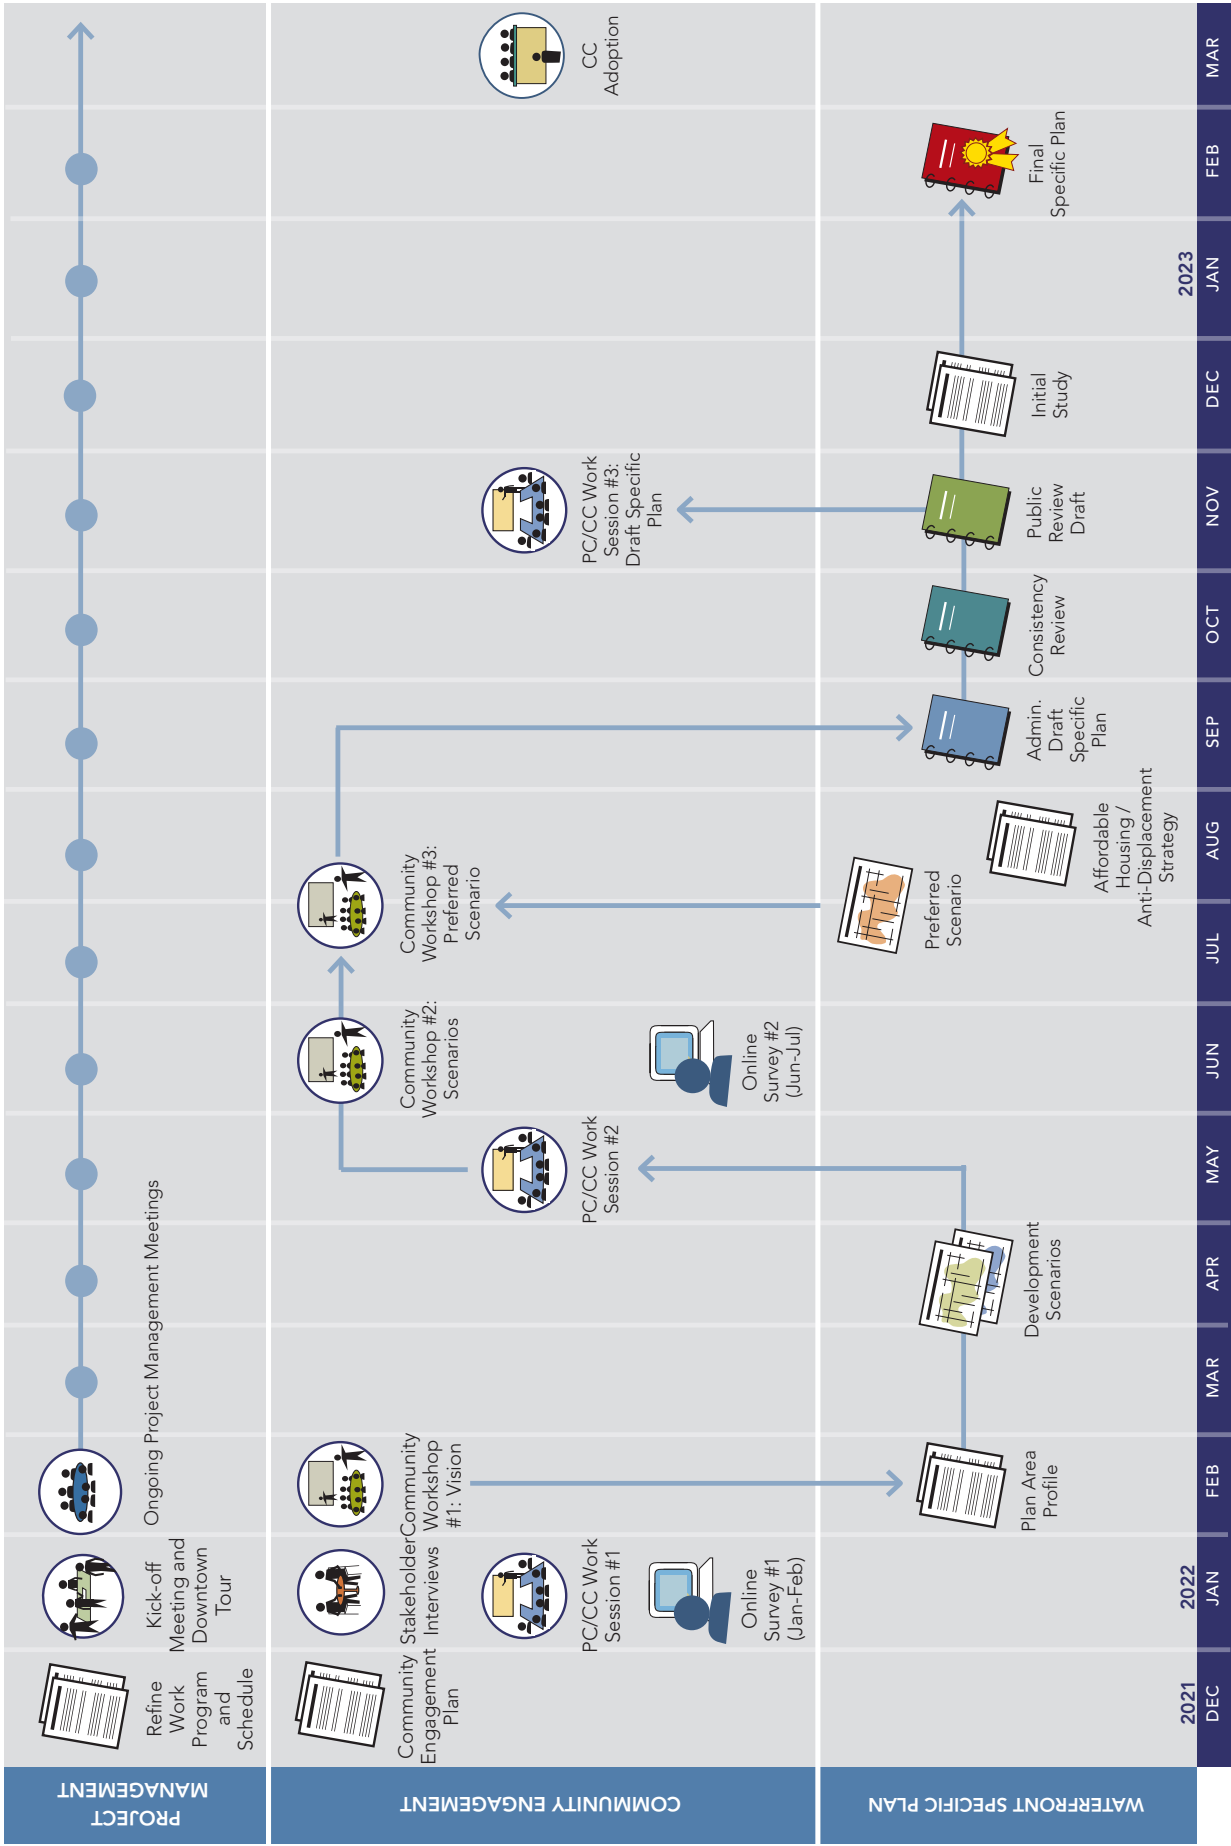 PROJECT
MANAGEMENT
Refine
Work
Program
and
Schedule
Kick-off
Meeting and
Downtown
Tour
Ongoing Project Management Meetings
COMMUNITY ENGAGEMENT
Community
Engagement
Plan
Stakeholder
Interviews
Community
Workshop
#1: Vision
PC/CC Work
Session #1
Online
Survey #1
(Jan-Feb)
PC/CC Work
Session #2
Community
Workshop #2:
Scenarios
Online
Survey #2
(Jun-Jul)
Community
Workshop #3:
Preferred
Scenario
PC/CC Work
Session #3:
Draft Specific
Plan
CC
Adoption
WATERFRONT SPECIFIC PLAN
Plan Area
Profile
Development
Scenarios
Preferred
Scenario
Affordable
Housing /
Anti-Displacement
Strategy
Admin.
Draft
Specific
Plan
Consistency
Review
Public
Review
Draft
Initial
Study
Final
Specific Plan
2021
DEC
2022
JAN
FEB
MAR
APR
MAY
JUN
JUL
AUG
SEP
OCT
NOV
DEC
2023
JAN
FEB
MAR